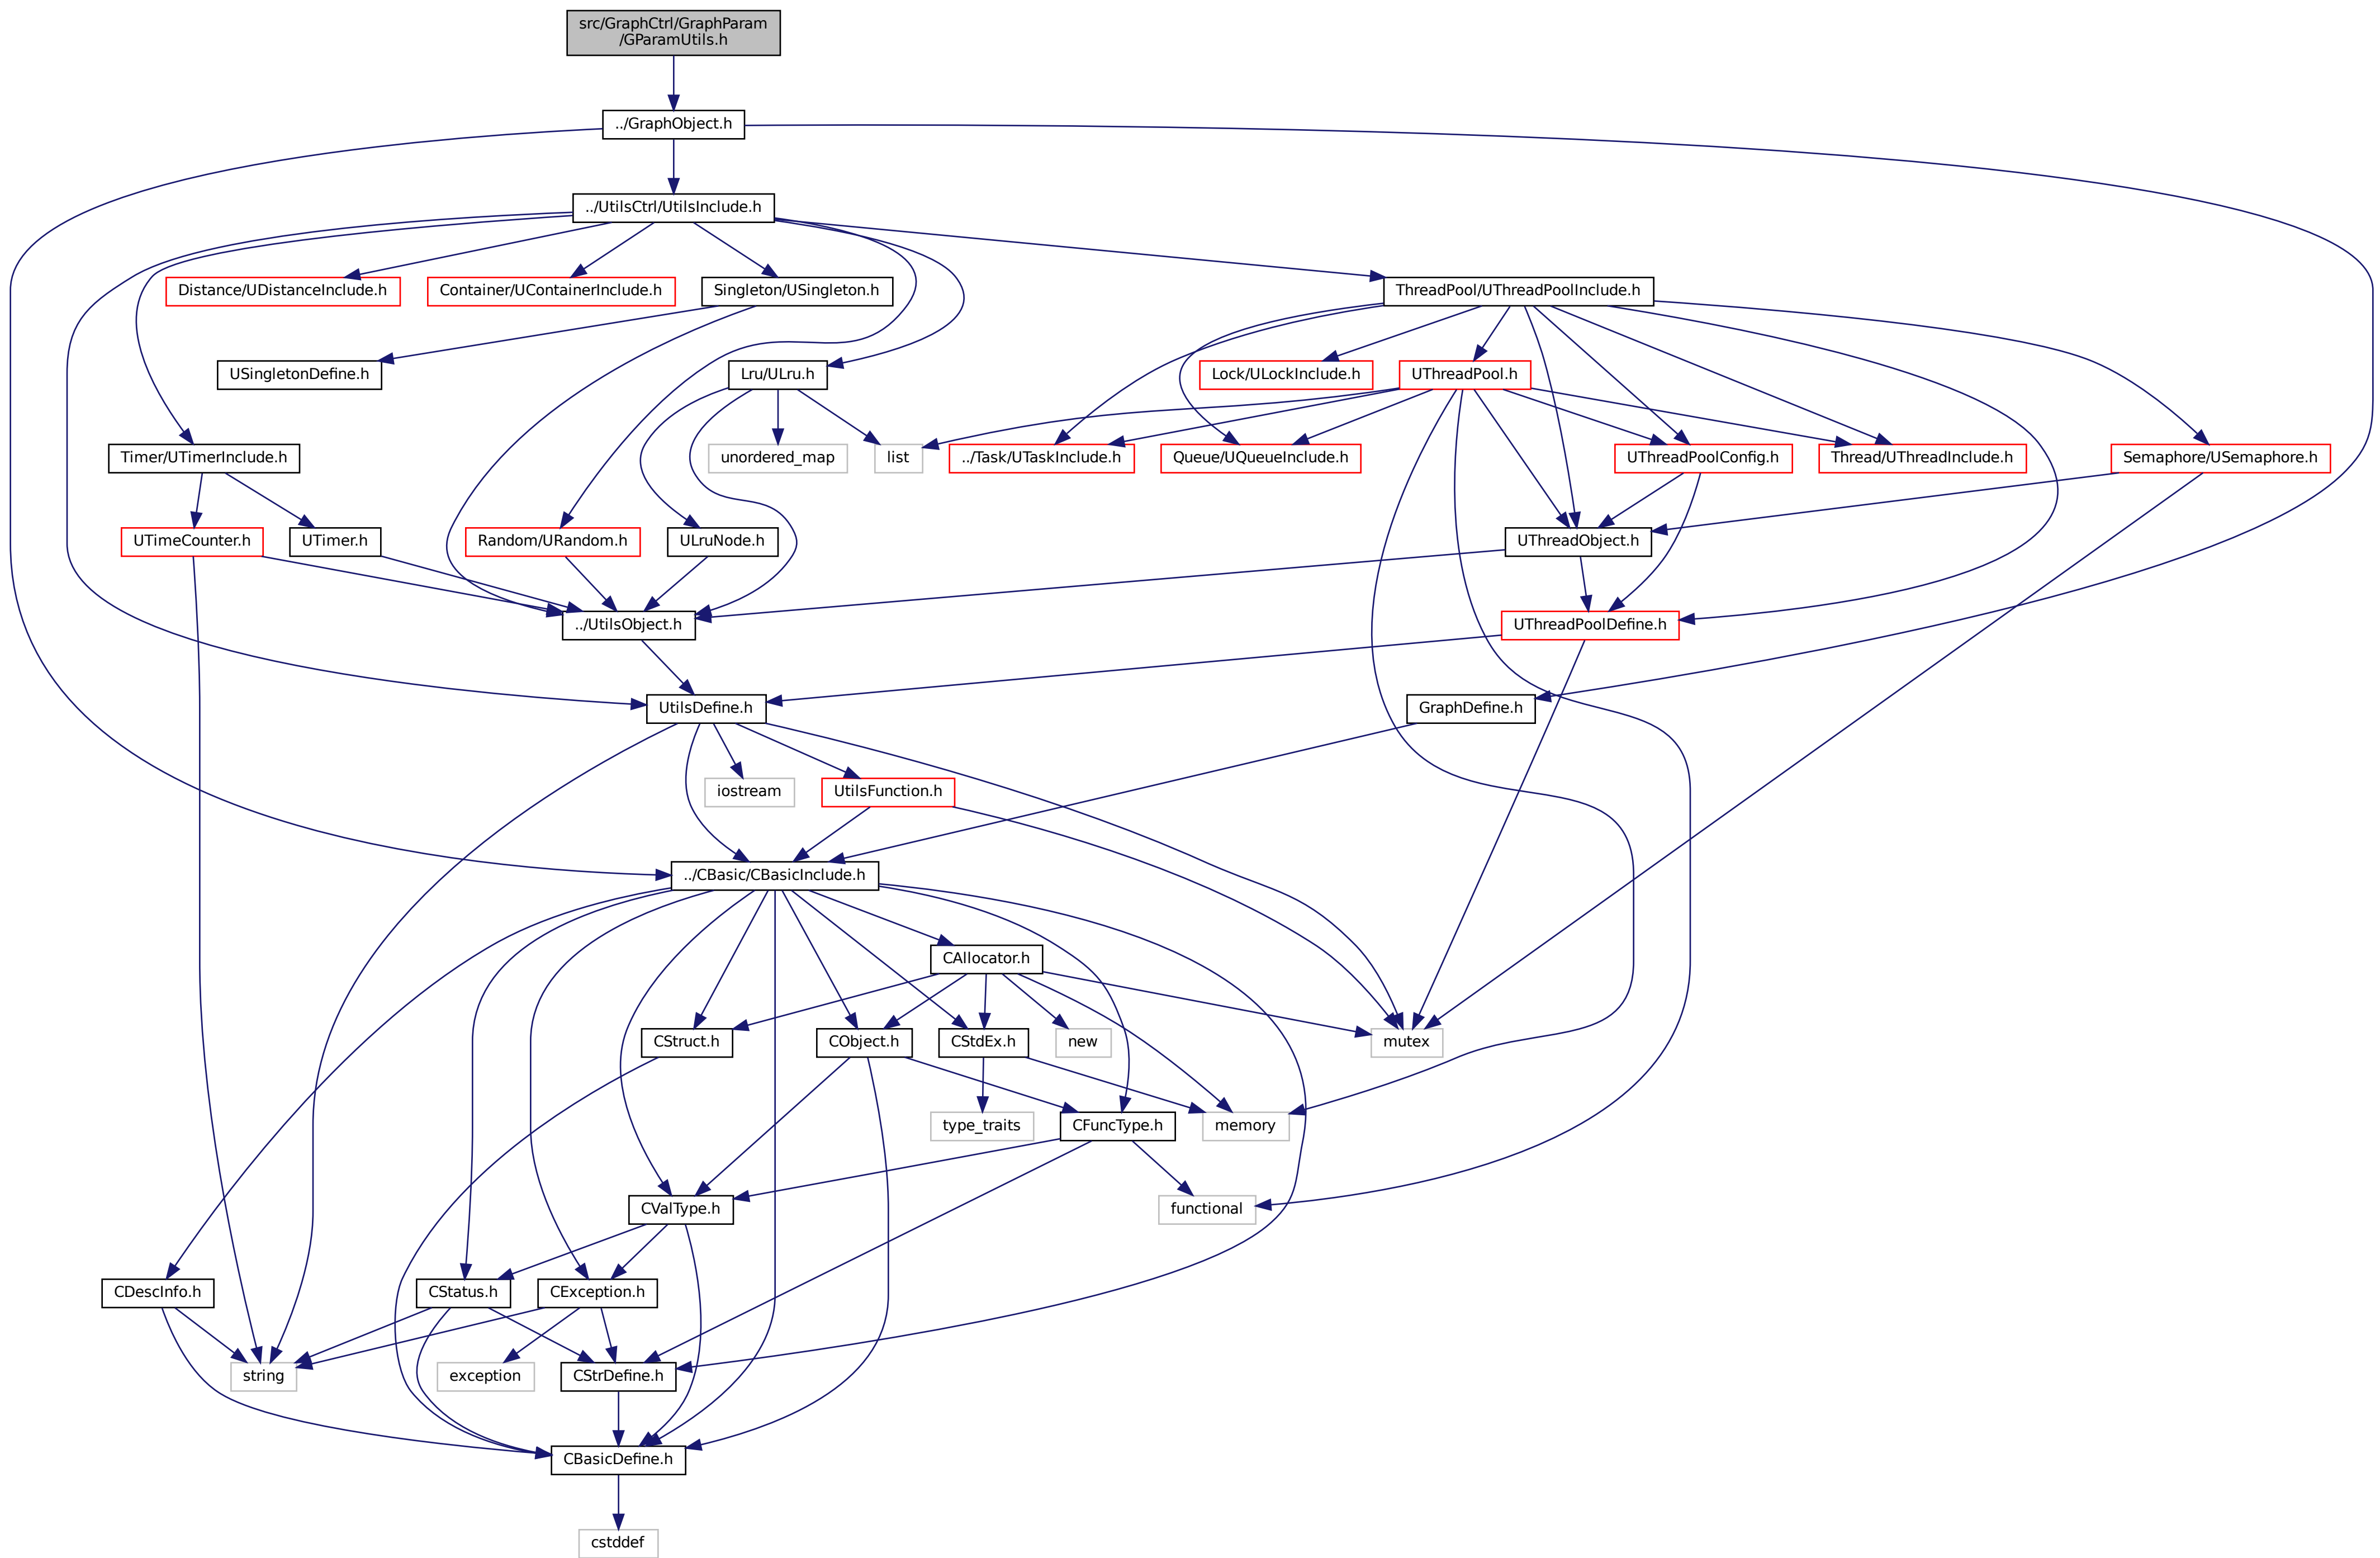 src/GraphCtrl/GraphParam
/GParamUtils.h
../GraphObject.h
../UtilsCtrl/UtilsInclude.h
Distance/UDistanceInclude.h
Container/UContainerInclude.h
Singleton/USingleton.h
ThreadPool/UThreadPoolInclude.h
USingletonDefine.h
Lru/ULru.h
Lock/ULockInclude.h
UThreadPool.h
Timer/UTimerInclude.h
unordered_map
list
../Task/UTaskInclude.h
Queue/UQueueInclude.h
UThreadPoolConfig.h
Thread/UThreadInclude.h
Semaphore/USemaphore.h
UTimeCounter.h
UTimer.h
Random/URandom.h
ULruNode.h
UThreadObject.h
../UtilsObject.h
UThreadPoolDefine.h
UtilsDefine.h
GraphDefine.h
iostream
UtilsFunction.h
../CBasic/CBasicInclude.h
CAllocator.h
CStruct.h
CObject.h
CStdEx.h
new
mutex
type_traits
CFuncType.h
memory
CValType.h
functional
CDescInfo.h
CStatus.h
CException.h
string
exception
CStrDefine.h
CBasicDefine.h
cstddef